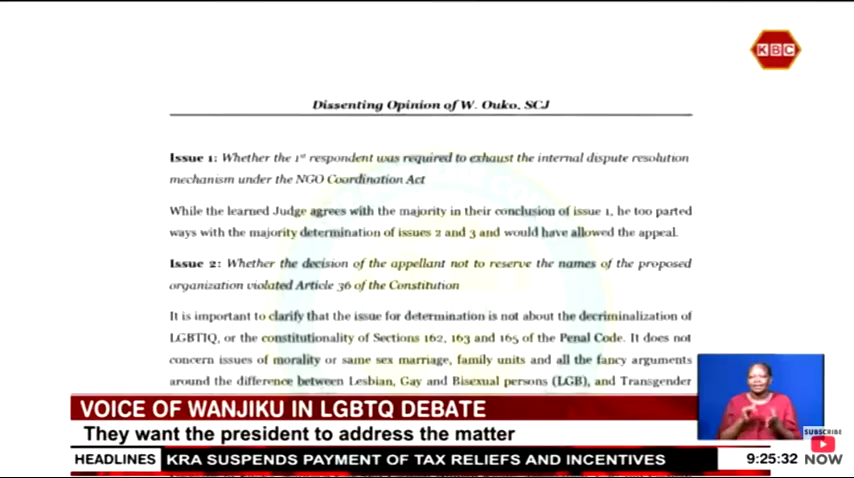 KBC
Dissenting Opinion of W. Ouko, SCJ
Issue 1: Whether the 1st respondent was required to exhaust the internal dispute resolution
mechanism under the NGO Coordination Act
While the learned Judge agrees with the majority in their conclusion of issue 1, he too parted
ways with the majority determination of issues 2 and 3 and would have allowed the appeal.
Issue 2: Whether the decision of the appellant not to reserve the names of the proposed
organization violated Article 36 of the Constitution
It is important to clarify that the issue for determination is not about the decriminalization of
LGBTIQ, or the constitutionality of Sections 162, 163 and 165 of the Penal Code. It does not
concern issues of morality or same sex marriage, family units and all the fancy arguments
around the difference between Lesbian, Gay and Bisexual persons (LGB), and Transgender
VOICE OF WANJIKU IN LGBTQ DEBATE
They want the president to address the matter
SUBSCRIBE
NOW
HEADLINES KRA SUSPENDS PAYMENT OF TAX RELIEFS AND INCENTIVES 9:25:32